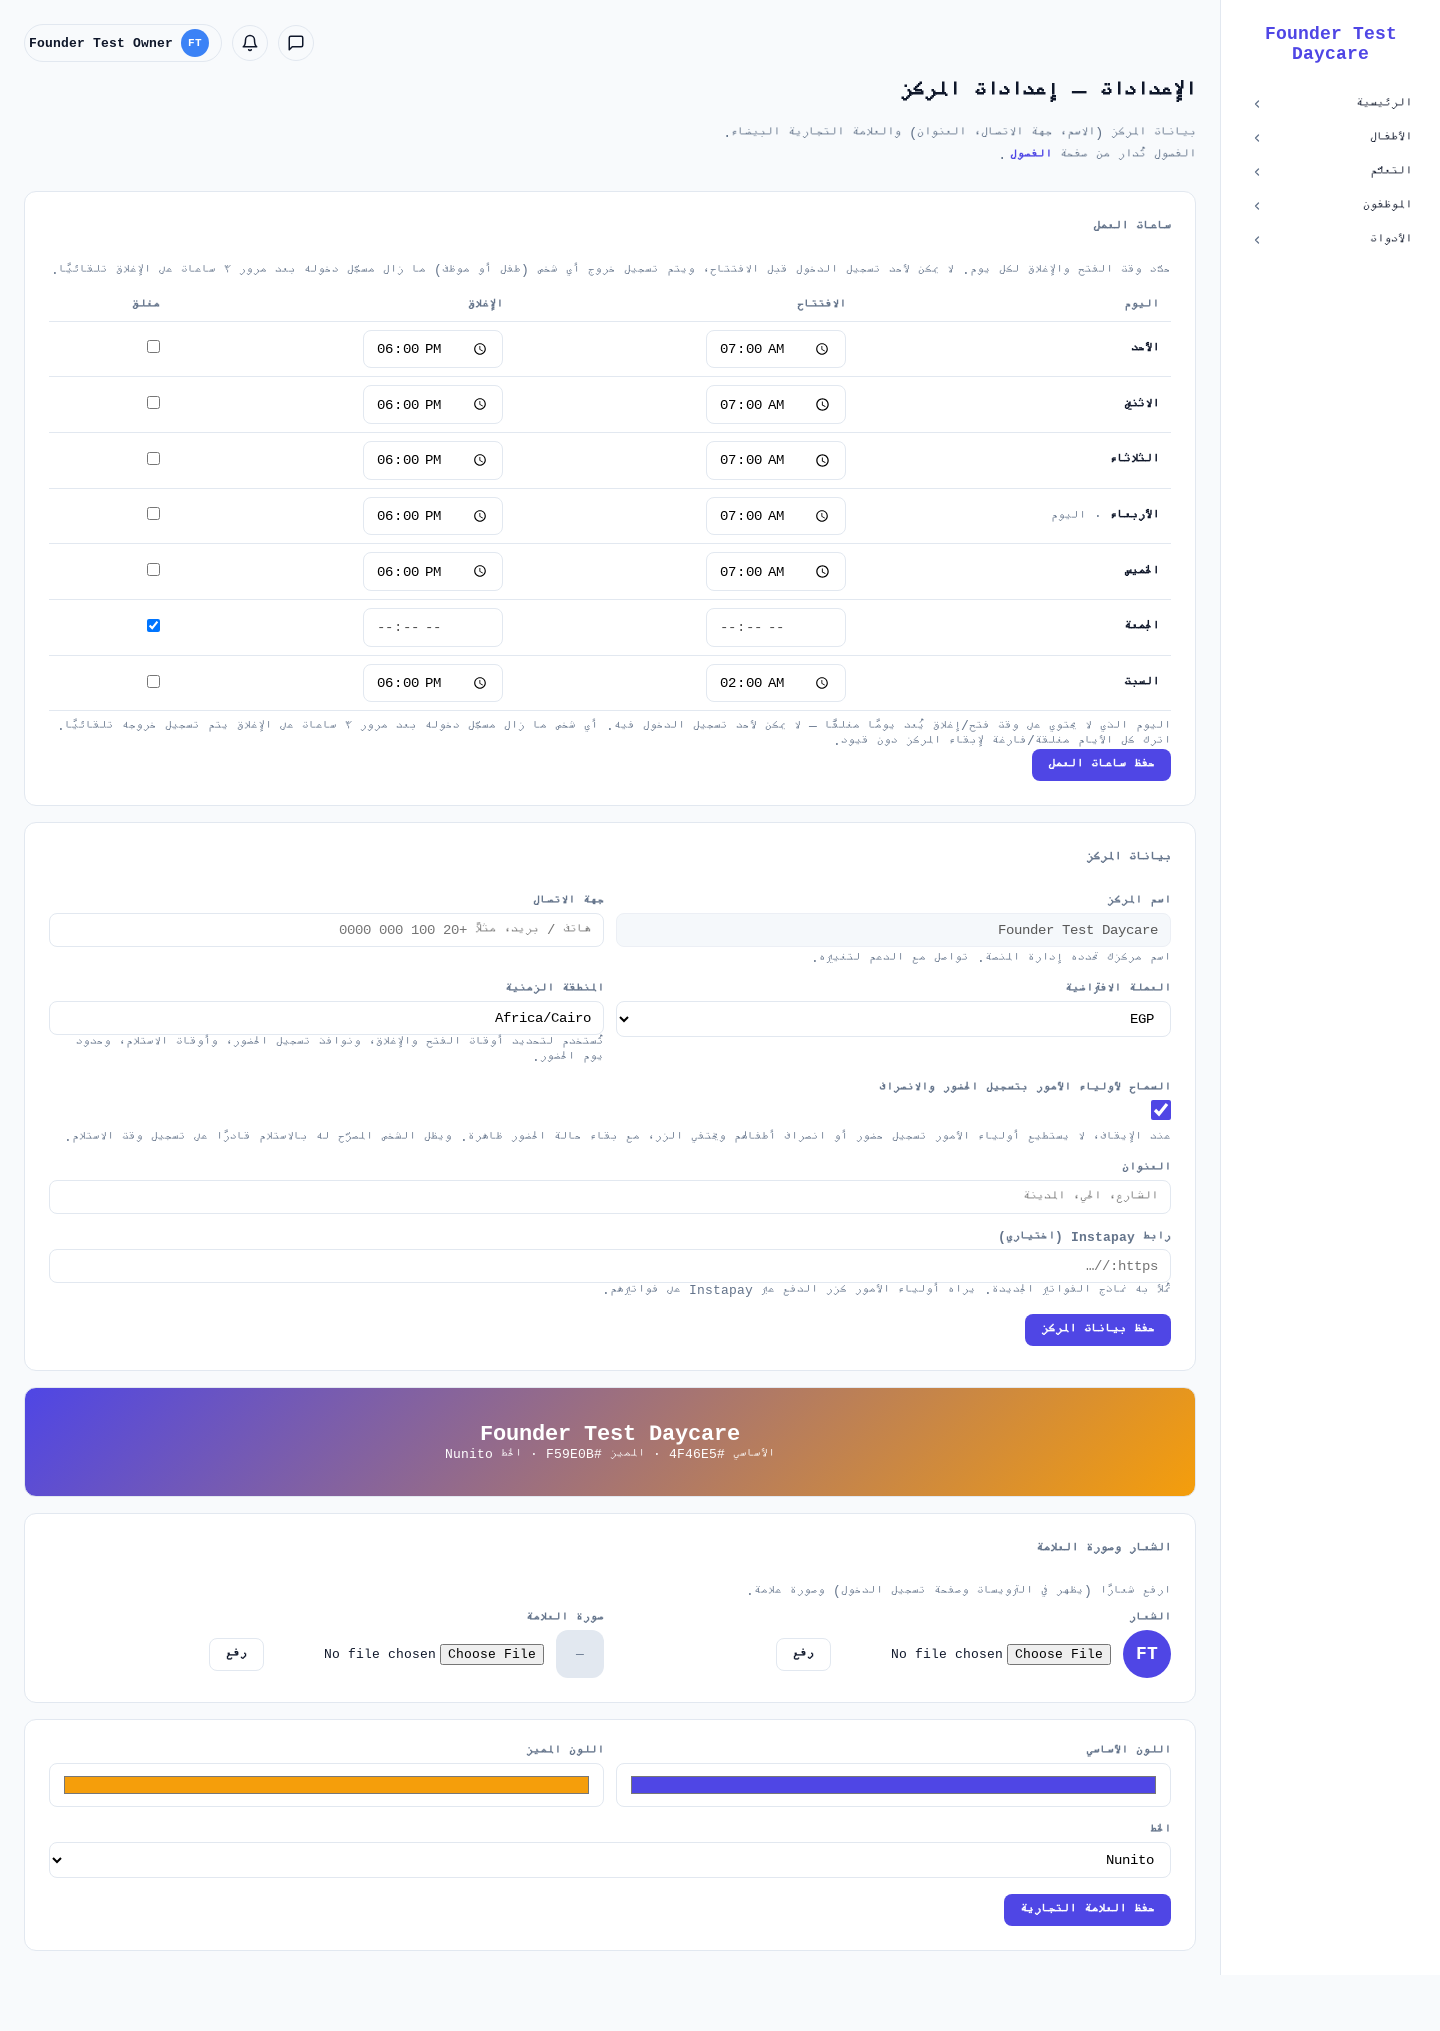 Founder Test
Daycare
الرئيسية
الأطفال
التعلّم
الموظفون
الأدوات
Founder Test Owner FT
الإعدادات — إعدادات المركز
بيانات المركز (الاسم، جهة الاتصال، العنوان) والعلامة التجارية البيضاء.
الفصول تُدار من صفحة الفصول .
ساعات العمل
حدّد وقت الفتح والإغلاق لكل يوم. لا يمكن لأحد تسجيل الدخول قبل الافتتاح، ويتم تسجيل خروج أي شخص (طفل أو موظف) ما زال مسجّل دخوله بعد مرور ٣ ساعات على الإغلاق تلقائيًّا.
اليوم الافتتاح الإغلاق مغلق
الأحد 07:00 AM 06:00 PM
الاثنين 07:00 AM 06:00 PM
الثلاثاء 07:00 AM 06:00 PM
الأربعاء · اليوم 07:00 AM 06:00 PM
الخميس 07:00 AM 06:00 PM
الجمعة --:-- -- --:-- --
السبت 02:00 AM 06:00 PM
اليوم الذي لا يحتوي على وقت فتح/إغلاق يُعد يومًا مغلقًا — لا يمكن لأحد تسجيل الدخول فيه. أي شخص ما زال مسجّل دخوله بعد مرور ٣ ساعات على الإغلاق يتم تسجيل خروجه تلقائيًّا.
اترك كل الأيام مغلقة/فارغة لإبقاء المركز دون قيود.
حفظ ساعات العمل
بيانات المركز
اسم المركز
Founder Test Daycare
اسم مركزك تحدده إدارة المنصة. تواصل مع الدعم لتغييره.
جهة الاتصال
هاتف / بريد، مثلاً +20 100 000 0000
العملة الافتراضية
EGP
المنطقة الزمنية
Africa/Cairo
تُستخدم لتحديد أوقات الفتح والإغلاق، ونوافذ تسجيل الحضور، وأوقات الاستلام، وحدود
يوم الحضور.
السماح لأولياء الأمور بتسجيل الحضور والانصراف
عند الإيقاف، لا يستطيع أولياء الأمور تسجيل حضور أو انصراف أطفالهم ويختفي الزر، مع بقاء حالة الحضور ظاهرة. ويظل الشخص المصرّح له بالاستلام قادرًا على تسجيل وقت الاستلام.
العنوان
الشارع، الحي، المدينة
رابط Instapay (اختياري)
https://…
تُملأ به نماذج الفواتير الجديدة. يراه أولياء الأمور كزر الدفع عبر Instapay على فواتيرهم.
حفظ بيانات المركز
Founder Test Daycare
الأساسي #4F46E5 · المميز #F59E0B · الخط Nunito
الشعار وصورة العلامة
ارفع شعارًا (يظهر في الترويسات وصفحة تسجيل الدخول) وصورة علامة.
الشعار
FT Choose File No file chosen رفع
صورة العلامة
— Choose File No file chosen رفع
اللون الأساسي
اللون المميز
الخط
Nunito
حفظ العلامة التجارية